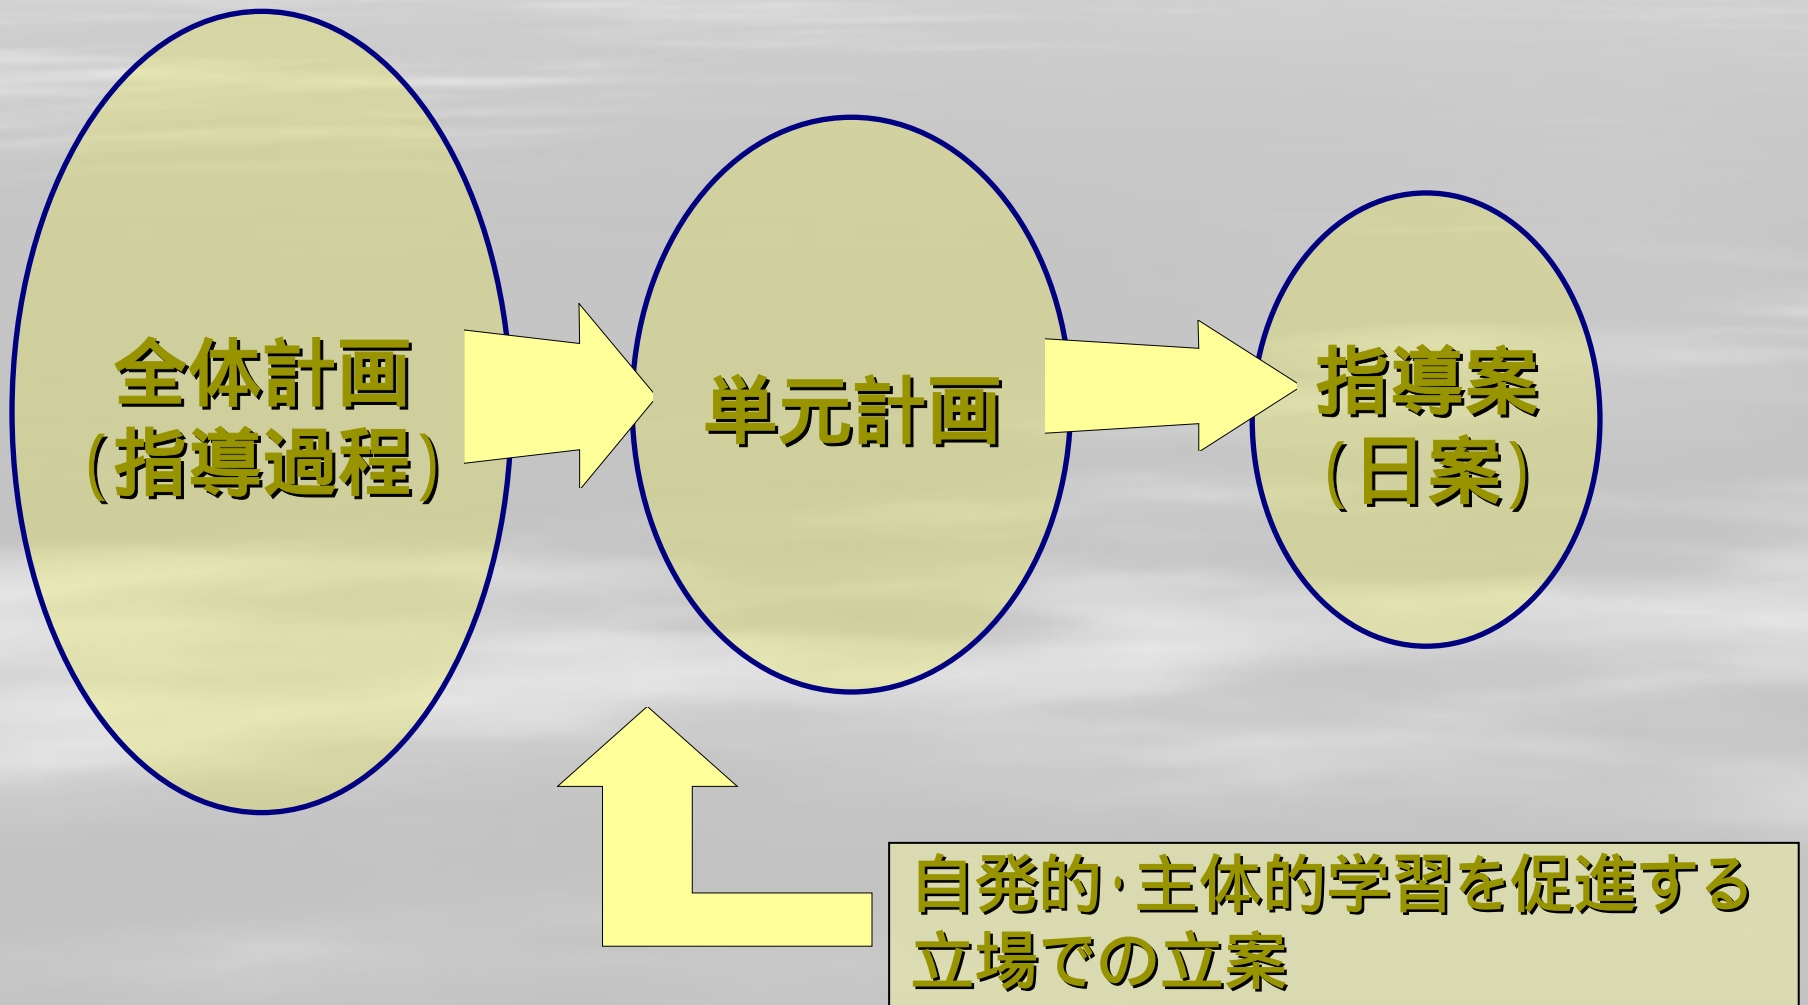 全体計画
(指導過程)
単元計画
指導案
(日案)
自発的･主体的学習を促進する
立場での立案